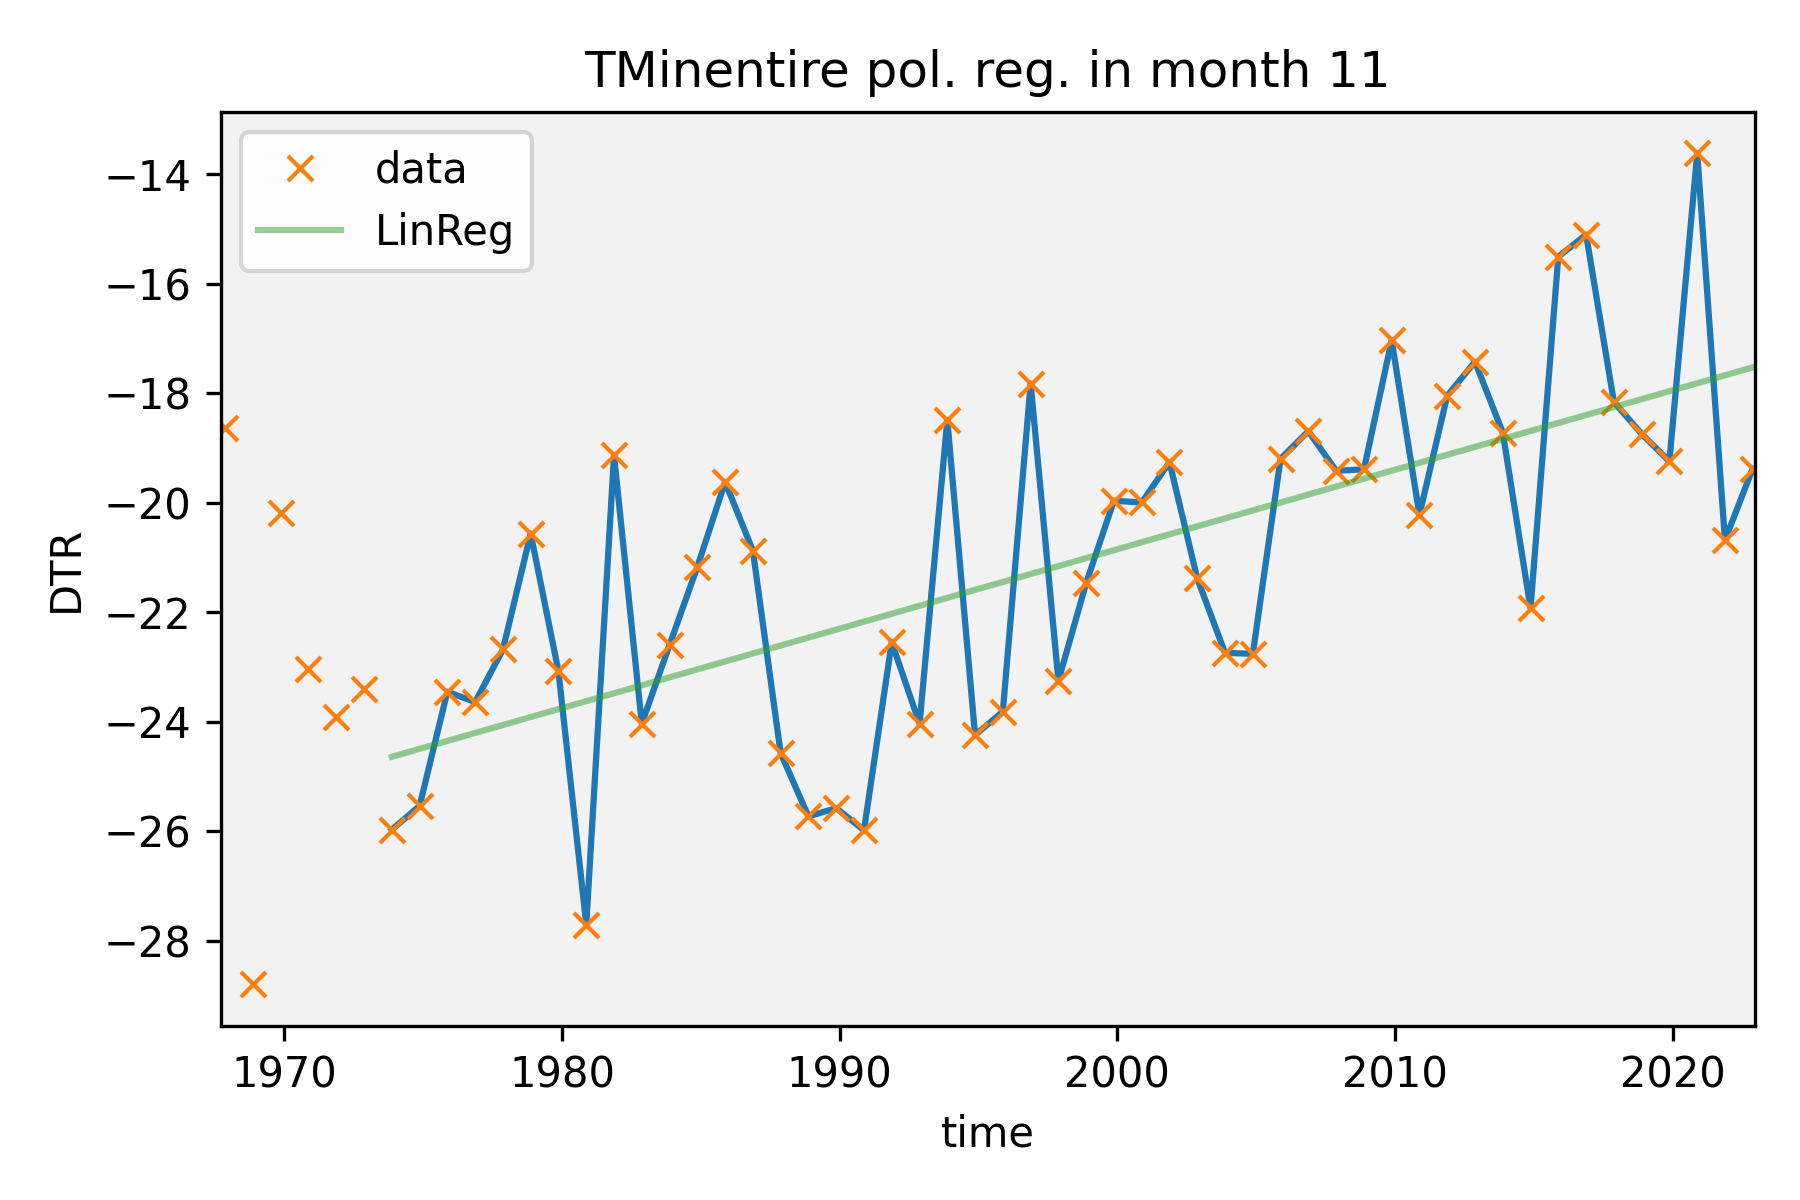 TMinentire pol. reg. in month 11
data
LinReg
−14
−16
−18
−20
−22
−24
−26
−28
DTR
1970 1980 1990 2000 2010 2020
time